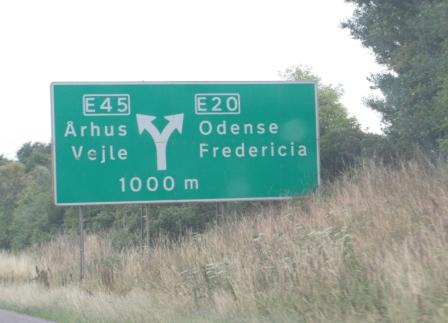 E45
Århus
Vejle
E20
Odense
Fredericia
1000 m